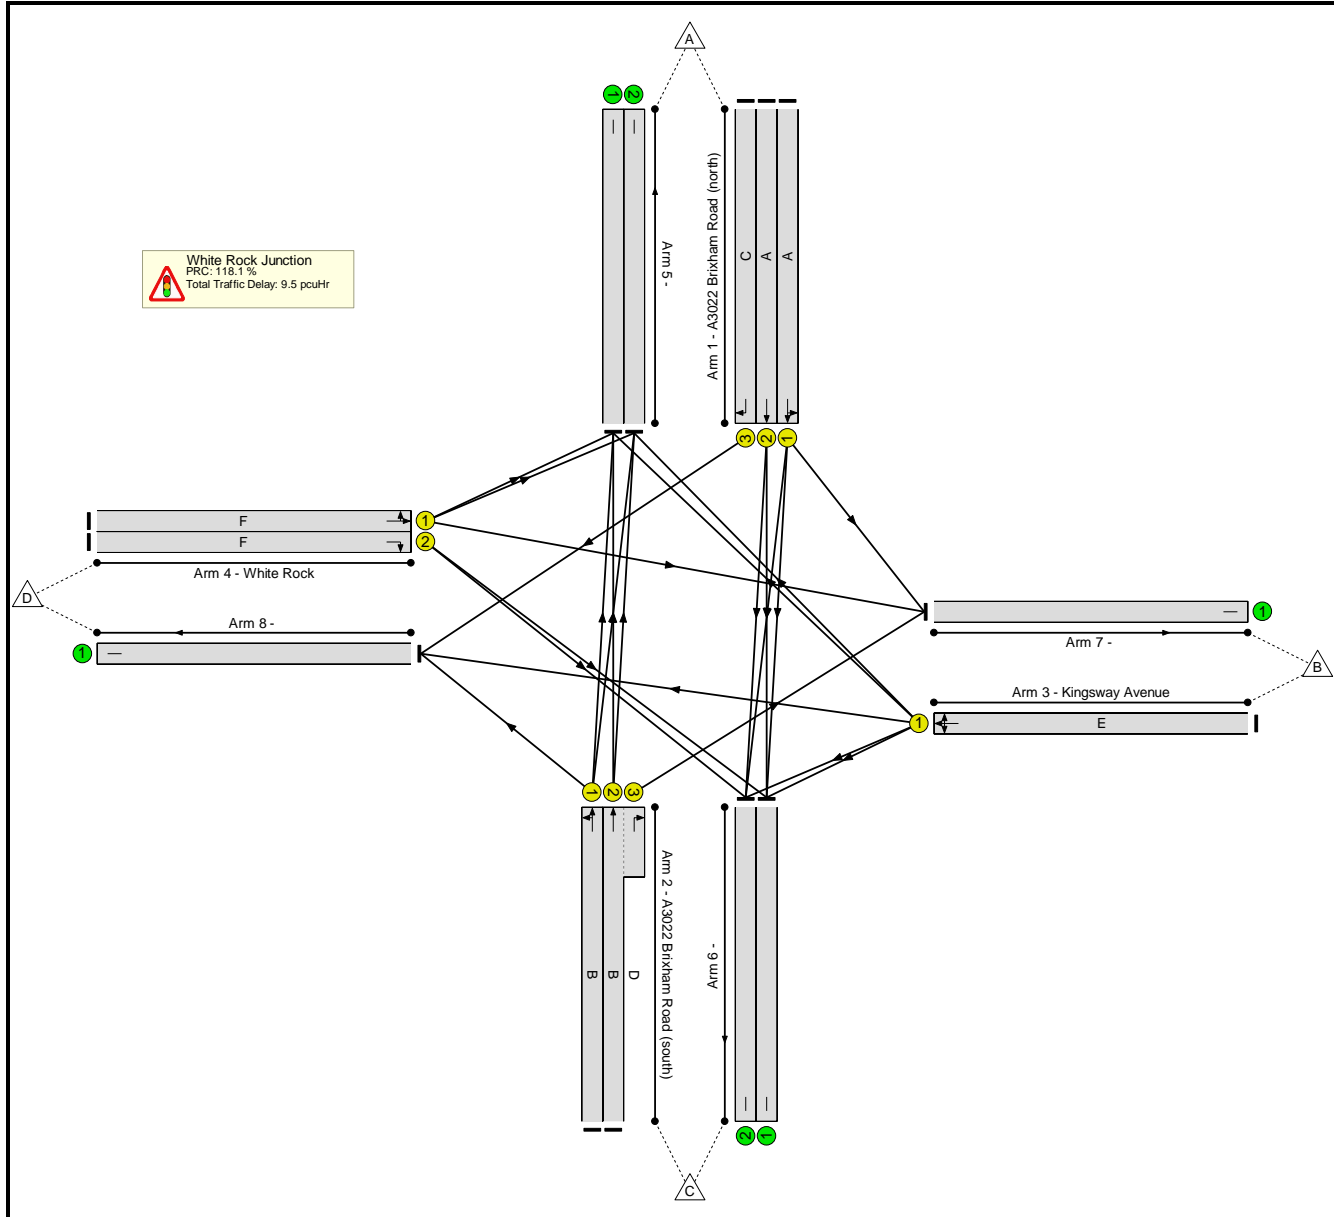 A
1
2
Arm 5 -
Arm 1 - A3022 Brixham Road (north)
C
A
A
White Rock Junction
PRC: 118.1 %
Total Traffic Delay: 9.5 pcuHr
3
2
1
F
1
F
2
Arm 4 - White Rock
D
Arm 8 -
1
1
Arm 7 -
B
Arm 3 - Kingsway Avenue
1
E
1
2
3
B
B
D
Arm 2 - A3022 Brixham Road (south)
Arm 6 -
2
1
C